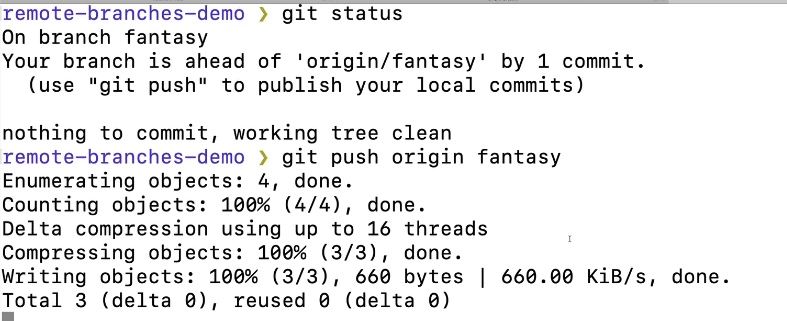 remote-branches-demo ❯ git status
On branch fantasy
Your branch is ahead of 'origin/fantasy' by 1 commit.
  (use "git push" to publish your local commits)

nothing to commit, working tree clean
remote-branches-demo ❯ git push origin fantasy
Enumerating objects: 4, done.
Counting objects: 100% (4/4), done.
Delta compression using up to 16 threads
Compressing objects: 100% (3/3), done.
Writing objects: 100% (3/3), 660 bytes | 660.00 KiB/s, done.
Total 3 (delta 0), reused 0 (delta 0)